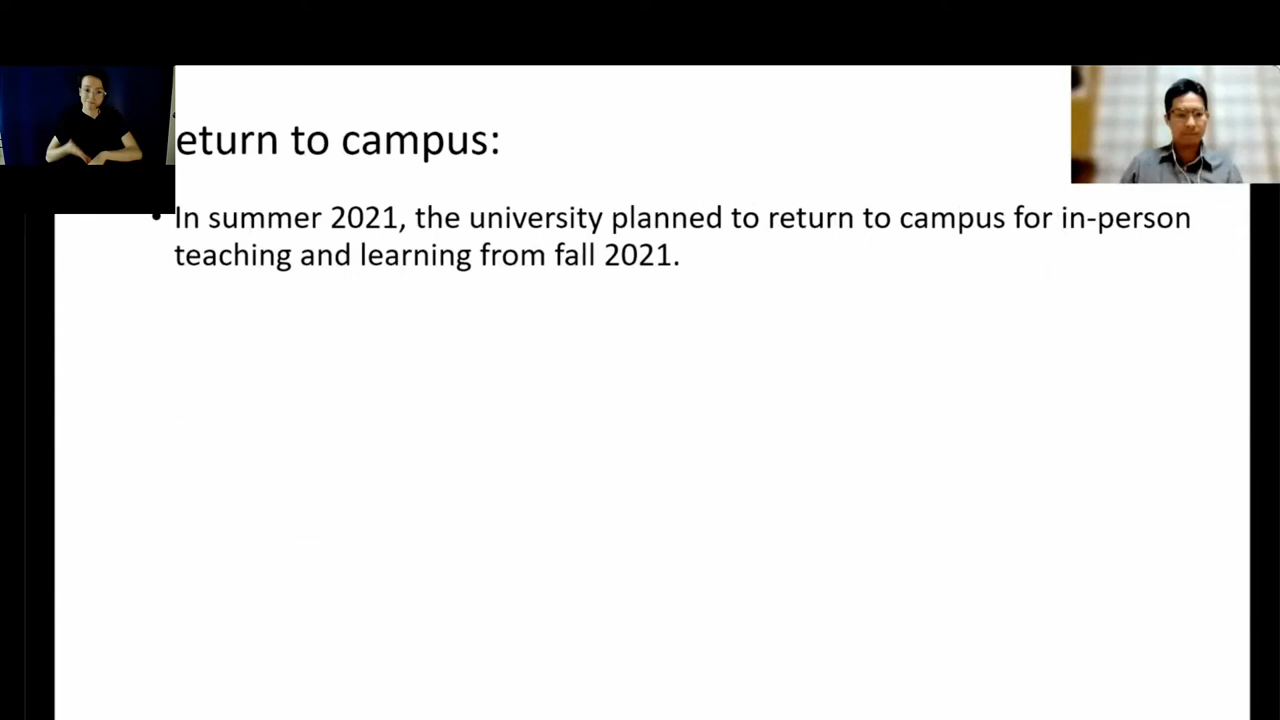 eturn to campus:
• In summer 2021, the university planned to return to campus for in-person
teaching and learning from fall 2021.